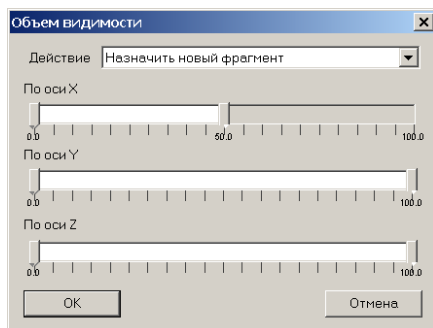 Объем видимости
Действие Назначить новый фрагмент
По оси X
0.0 50.0 100.0
По оси Y
0.0 100.0
По оси Z
0.0 100.0
OK Отмена